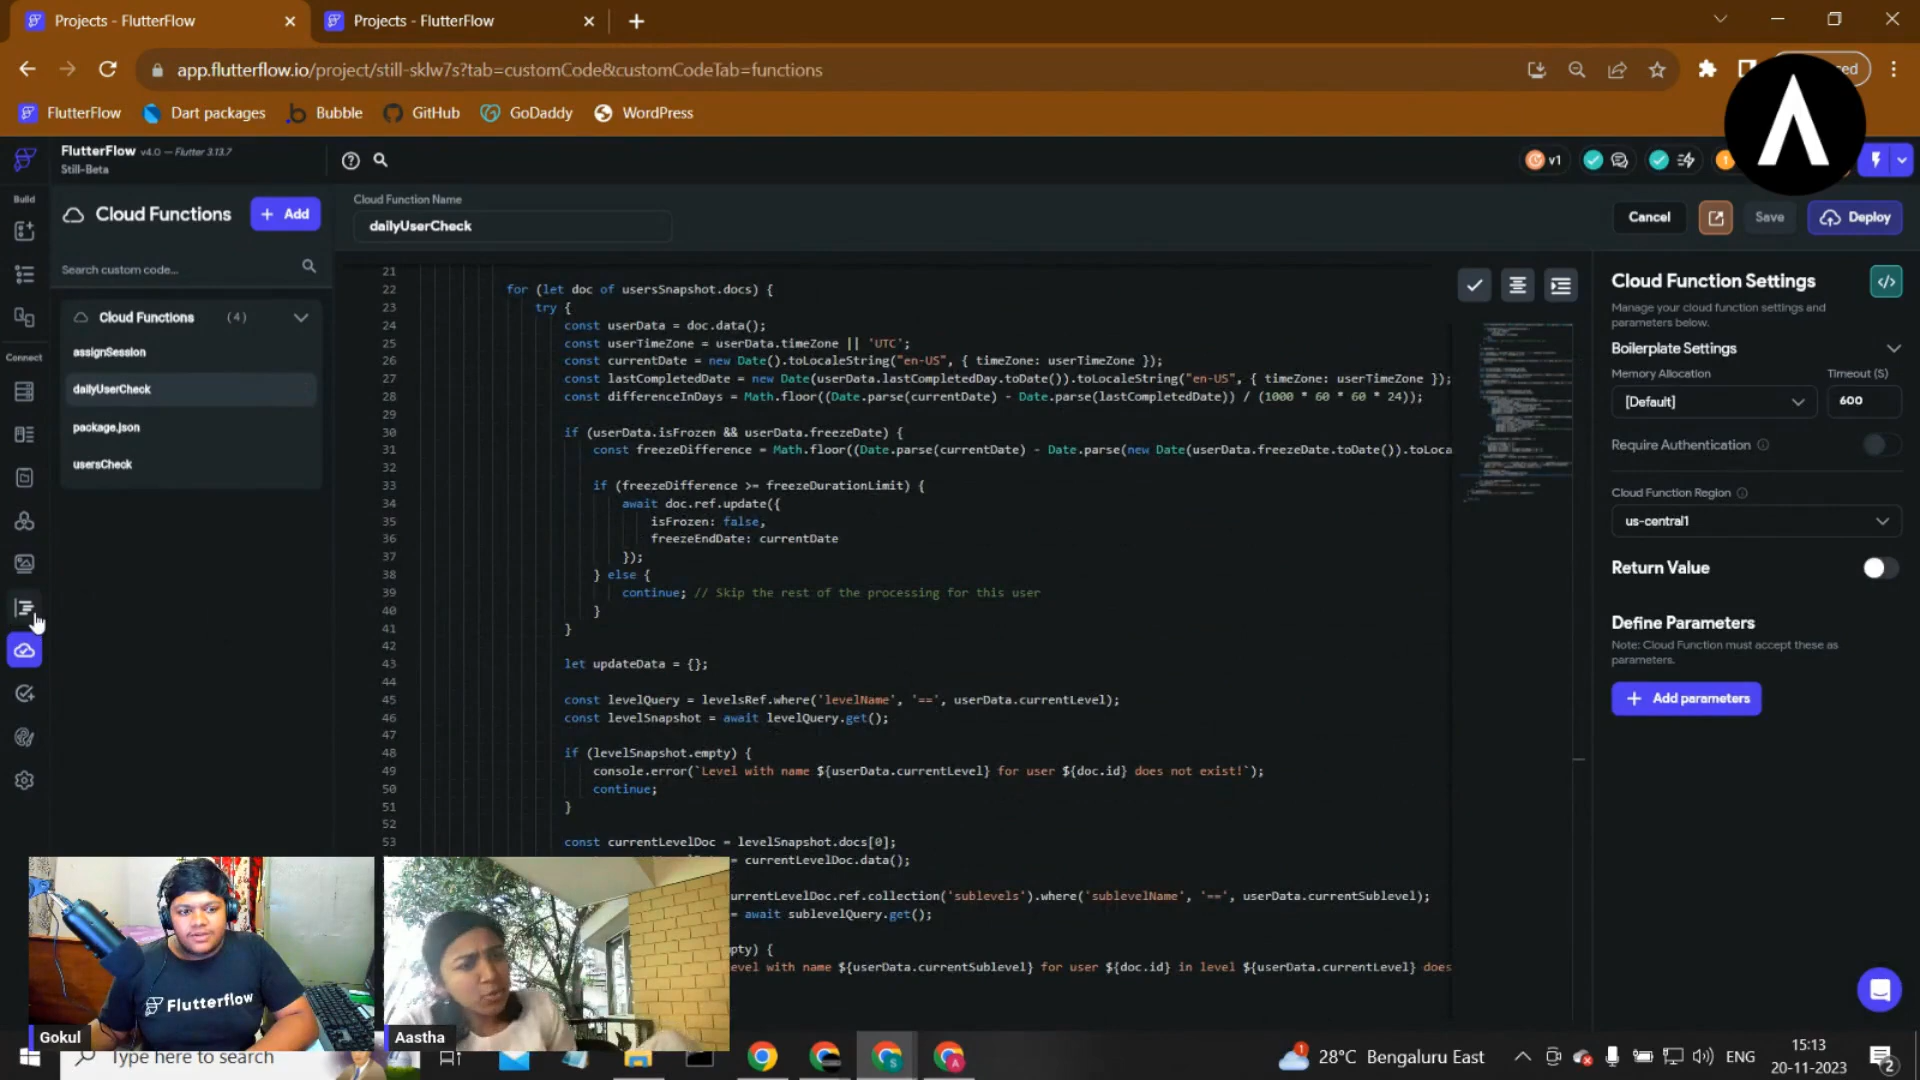 Projects - FlutterFlow
Projects - FlutterFlow
app.flutterflow.io/project/still-sklw7s?tab=customCode&customCodeTab=functions
FlutterFlow
Dart packages
Bubble
GitHub
GoDaddy
WordPress
FlutterFlow v4.0 — Flutter 3.13.7
Still-Beta
v1
Build
Connect
Cloud Functions
+ Add
Search custom code...
Cloud Functions (4)
assignSession
dailyUserCheck
package.json
usersCheck
Cloud Function Name
dailyUserCheck
Cancel
Save
Deploy
21
22 for (let doc of usersSnapshot.docs) {
23 try {
24 const userData = doc.data();
25 const userTimeZone = userData.timeZone || 'UTC';
26 const currentDate = new Date().toLocaleString("en-US", { timeZone: userTimeZone });
27 const lastCompletedDate = new Date(userData.lastCompletedDay.toDate()).toLocaleString("en-US", { timeZone: userTimeZone });
28 const differenceInDays = Math.floor((Date.parse(currentDate) - Date.parse(lastCompletedDate)) / (1000 * 60 * 60 * 24));
29
30 if (userData.isFrozen && userData.freezeDate) {
31 const freezeDifference = Math.floor((Date.parse(currentDate) - Date.parse(new Date(userData.freezeDate.toDate()).toLoca
32
33 if (freezeDifference >= freezeDurationLimit) {
34 await doc.ref.update({
35 isFrozen: false,
36 freezeEndDate: currentDate
37 });
38 } else {
39 continue; // Skip the rest of the processing for this user
40 }
41 }
42
43 let updateData = {};
44
45 const levelQuery = levelsRef.where('levelName', '==', userData.currentLevel);
46 const levelSnapshot = await levelQuery.get();
47
48 if (levelSnapshot.empty) {
49 console.error(`Level with name ${userData.currentLevel} for user ${doc.id} does not exist!`);
50 continue;
51 }
52
53 const currentLevelDoc = levelSnapshot.docs[0];
= currentLevelDoc.data();
urrentLevelDoc.ref.collection('sublevels').where('sublevelName', '==', userData.currentSublevel);
= await sublevelQuery.get();
pty) {
evel with name ${userData.currentSublevel} for user ${doc.id} in level ${userData.currentLevel} does
Cloud Function Settings
Manage your cloud function settings and
parameters below.
Boilerplate Settings
Memory Allocation
Timeout (S)
[Default]
600
Require Authentication
Cloud Function Region
us-central1
Return Value
Define Parameters
Note: Cloud Function must accept these as
parameters.
+ Add parameters
Flutterflow
Gokul
Aastha
Type here to search
28°C Bengaluru East
ENG
15:13
20-11-2023
2